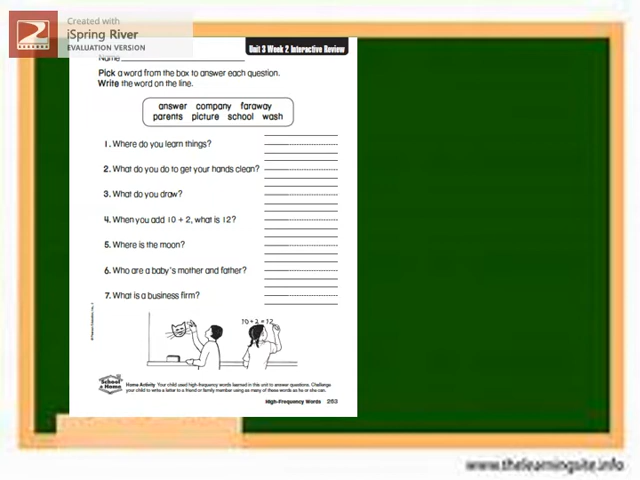 Created with
iSpring River
EVALUATION VERSION
Unit 3 Week 2 Interactive Review
Name
Pick a word from the box to answer each question.
Write the word on the line.
answer company faraway
parents picture school wash
1. Where do you learn things?
2. What do you do to get your hands clean?
3. What do you draw?
4. When you add 10 + 2, what is 12?
5. Where is the moon?
6. Who are a baby's mother and father?
7. What is a business firm?
10 + 2 = 12
School + Home
Home Activity Your child used high-frequency words learned in this unit to answer questions. Challenge
your child to write a letter to a friend or family member using as many of these words as he or she can.
High-Frequency Words 263
www.thelearningsite.info